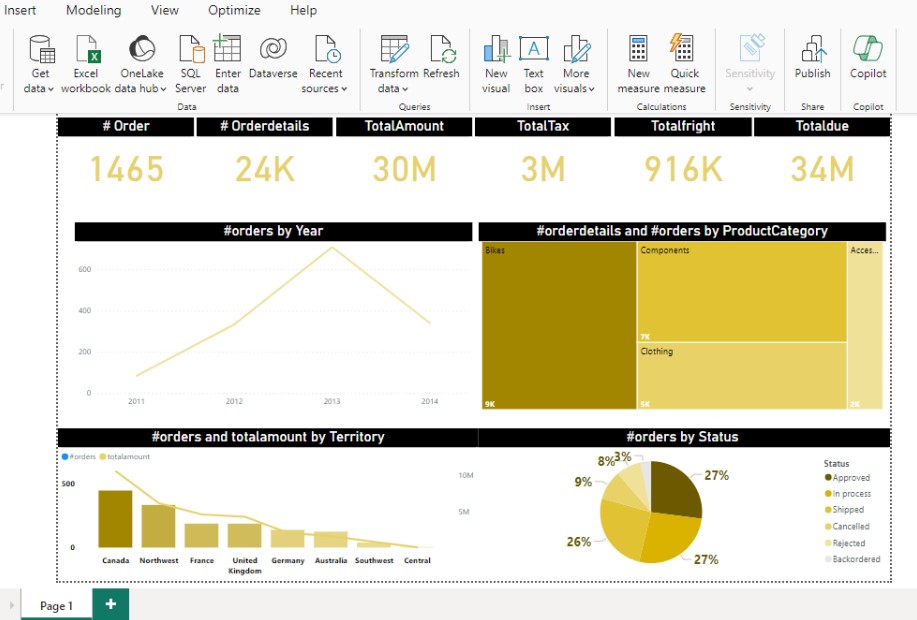 Insert Modeling View Optimize Help
Get data
Excel workbook
OneLake data hub
SQL Server
Enter data
Dataverse
Recent sources
Transform data
Refresh
New visual
Text box
More visuals
New measure
Quick measure
Sensitivity
Publish
Copilot
Data Queries Insert Calculations Sensitivity Share Copilot
# Order # Orderdetails TotalAmount TotalTax Totalfright Totaldue
1465 24K 30M 3M 916K 34M
#orders by Year
600
400
200
0
2011 2012 2013 2014
#orderdetails and #orders by ProductCategory
Bikes
9K
Components
7K
Clothing
5K
Acces...
2K
#orders and totalamount by Territory
#orders totalamount
500
0
10M
5M
Canada Northwest France United Kingdom Germany Australia Southwest Central
#orders by Status
27%
27%
26%
9%
8%
3%
Status
Approved
In process
Shipped
Cancelled
Rejected
Backordered
Page 1
+